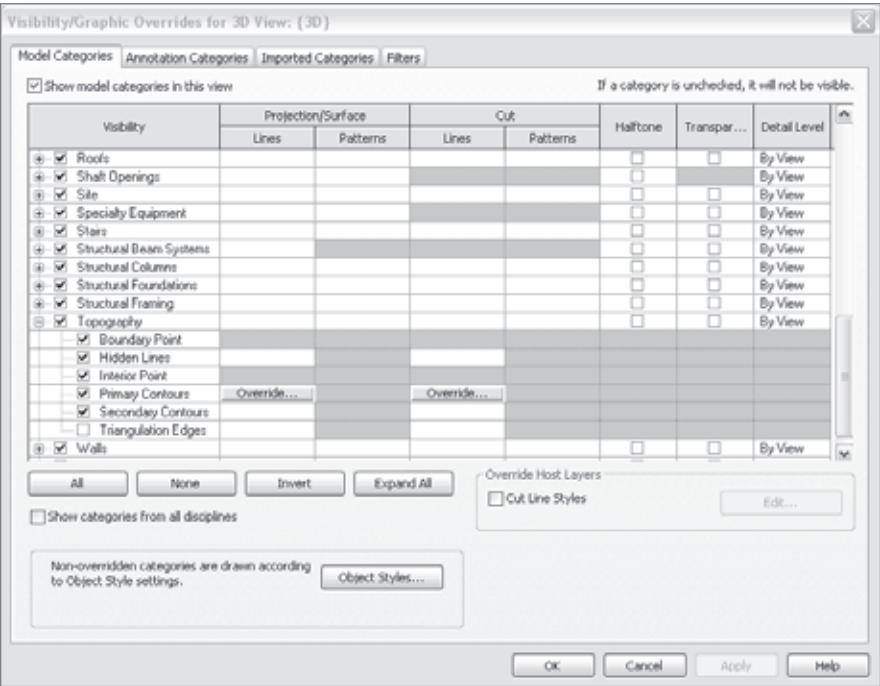 Visibility/Graphic Overrides for 3D View: {3D}
Model Categories Annotation Categories Imported Categories Filters
Show model categories in this view If a category is unchecked, it will not be visible.
Visibility Projection/Surface Cut Halftone Transpar... Detail Level
Lines Patterns Lines Patterns
Roofs By View
Shaft Openings By View
Site By View
Specialty Equipment By View
Stairs By View
Structural Beam Systems By View
Structural Columns By View
Structural Foundations By View
Structural Framing By View
Topography By View
Boundary Point
Hidden Lines
Interior Point
Primary Contours Override... Override...
Secondary Contours
Triangulation Edges
Walls By View
All None Invert Expand All
Override Host Layers
Cut Line Styles Edit...
Show categories from all disciplines
Non-overridden categories are drawn according
to Object Style settings.
Object Styles...
OK Cancel Apply Help